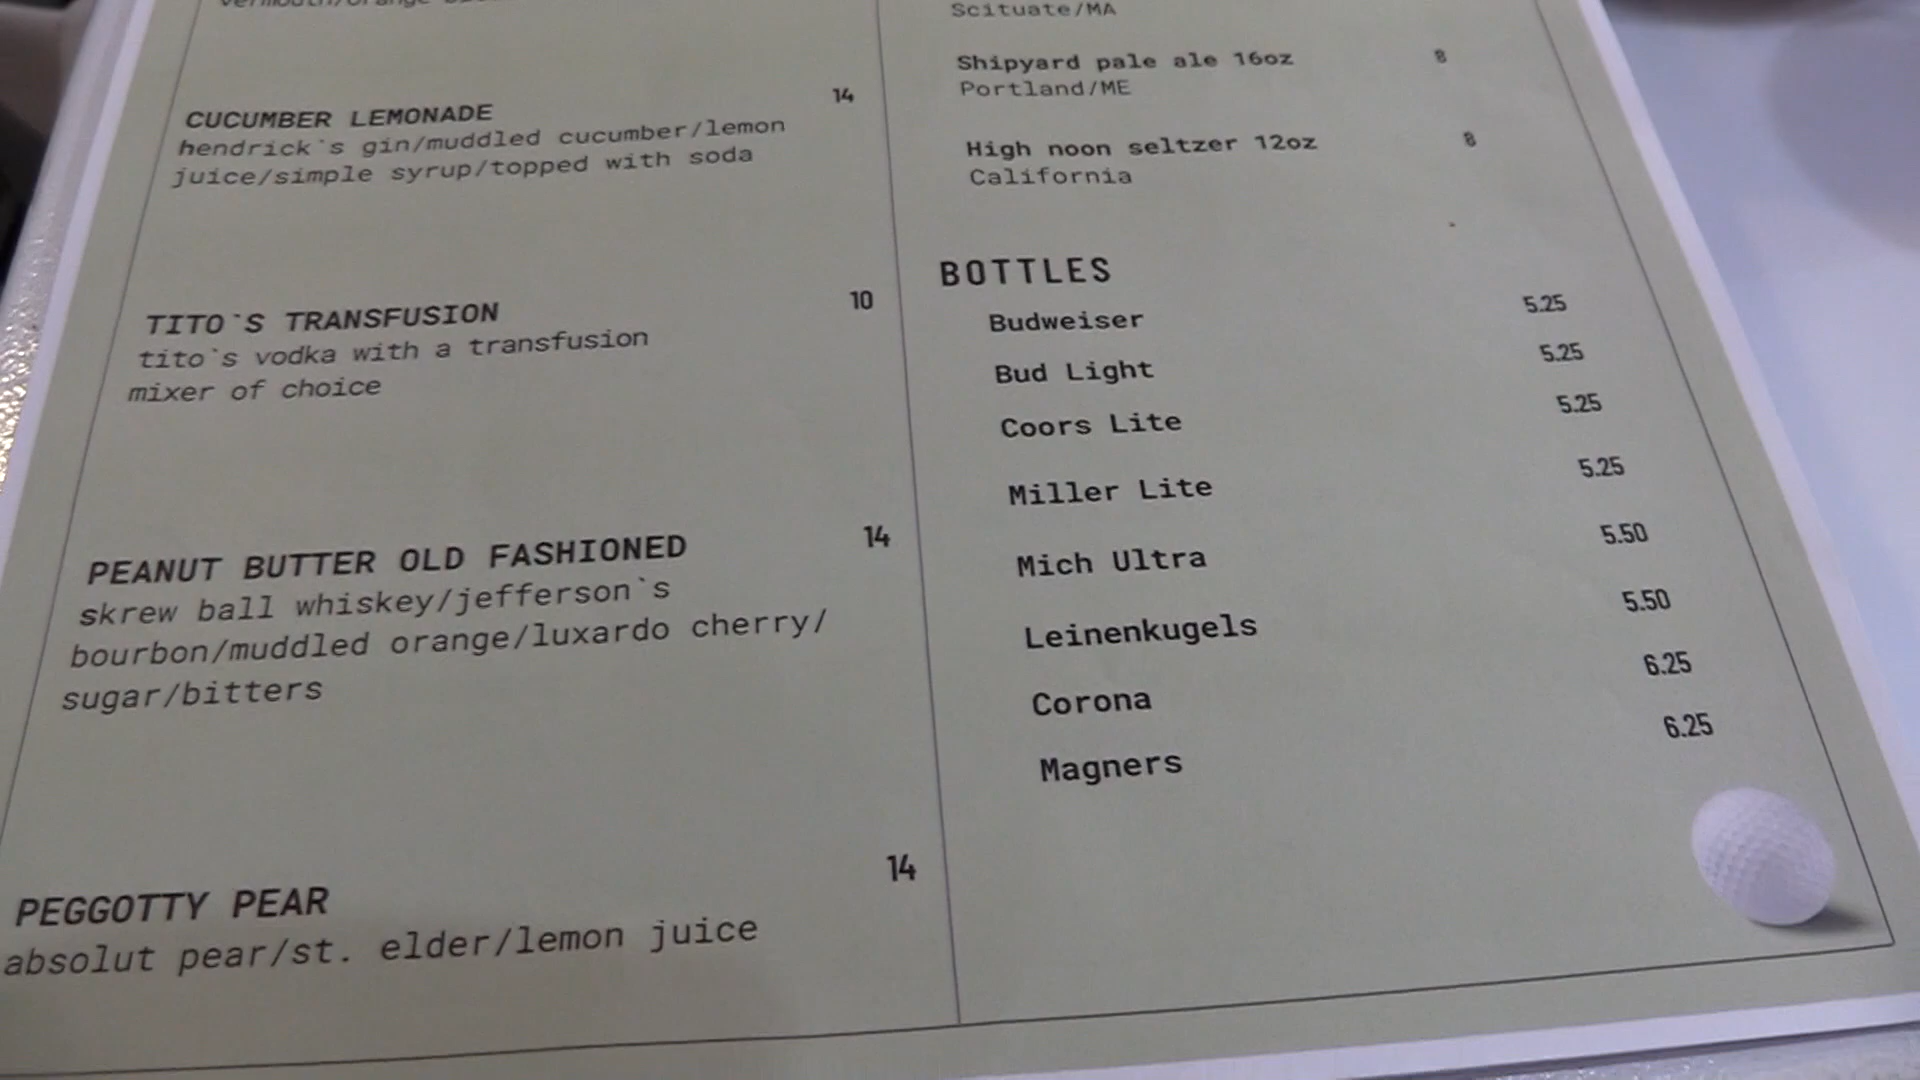 vermouth/orange
CUCUMBER LEMONADE 14
hendrick`s gin/muddled cucumber/lemon
juice/simple syrup/topped with soda
TITO`S TRANSFUSION 10
tito`s vodka with a transfusion
mixer of choice
PEANUT BUTTER OLD FASHIONED 14
skrew ball whiskey/jefferson`s
bourbon/muddled orange/luxardo cherry/
sugar/bitters
PEGGOTTY PEAR 14
absolut pear/st. elder/lemon juice
Scituate/MA
Shipyard pale ale 16oz 8
Portland/ME
High noon seltzer 12oz 8
California
BOTTLES
Budweiser 5.25
Bud Light 5.25
Coors Lite 5.25
Miller Lite 5.25
Mich Ultra 5.50
Leinenkugels 5.50
Corona 6.25
Magners 6.25